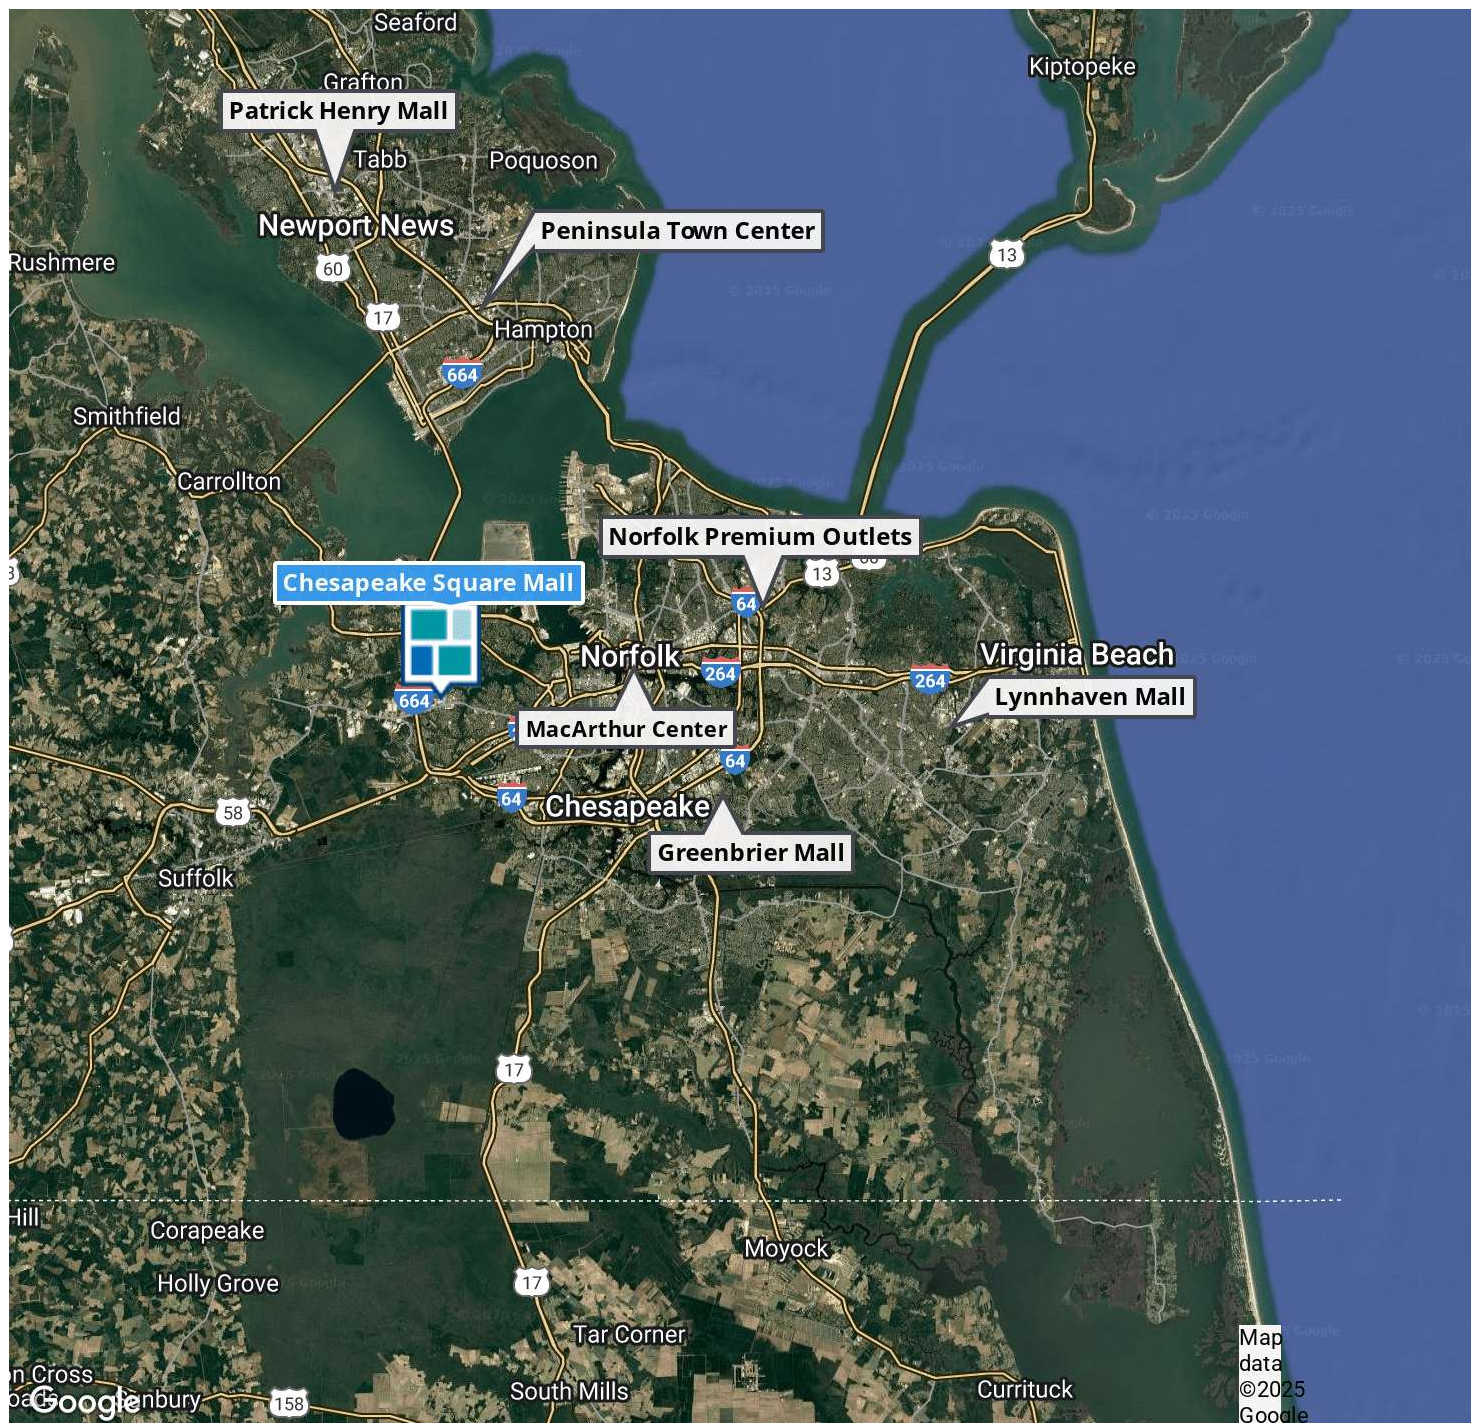 Seaford
Grafton
Kiptopeke
Patrick Henry Mall
Tabb
Poquoson
Newport News
Peninsula Town Center
Rushmere
60
13
17
Hampton
664
Smithfield
Carrollton
Norfolk Premium Outlets
13
Chesapeake Square Mall
64
Norfolk
Virginia Beach
264
264
664
Lynnhaven Mall
MacArthur Center
64
64
58
Chesapeake
Greenbrier Mall
Suffolk
17
Hill
Corapeake
Moyock
Holly Grove
17
Tar Corner
Map
data
©2025
Google
South Mills
Currituck
158
Google